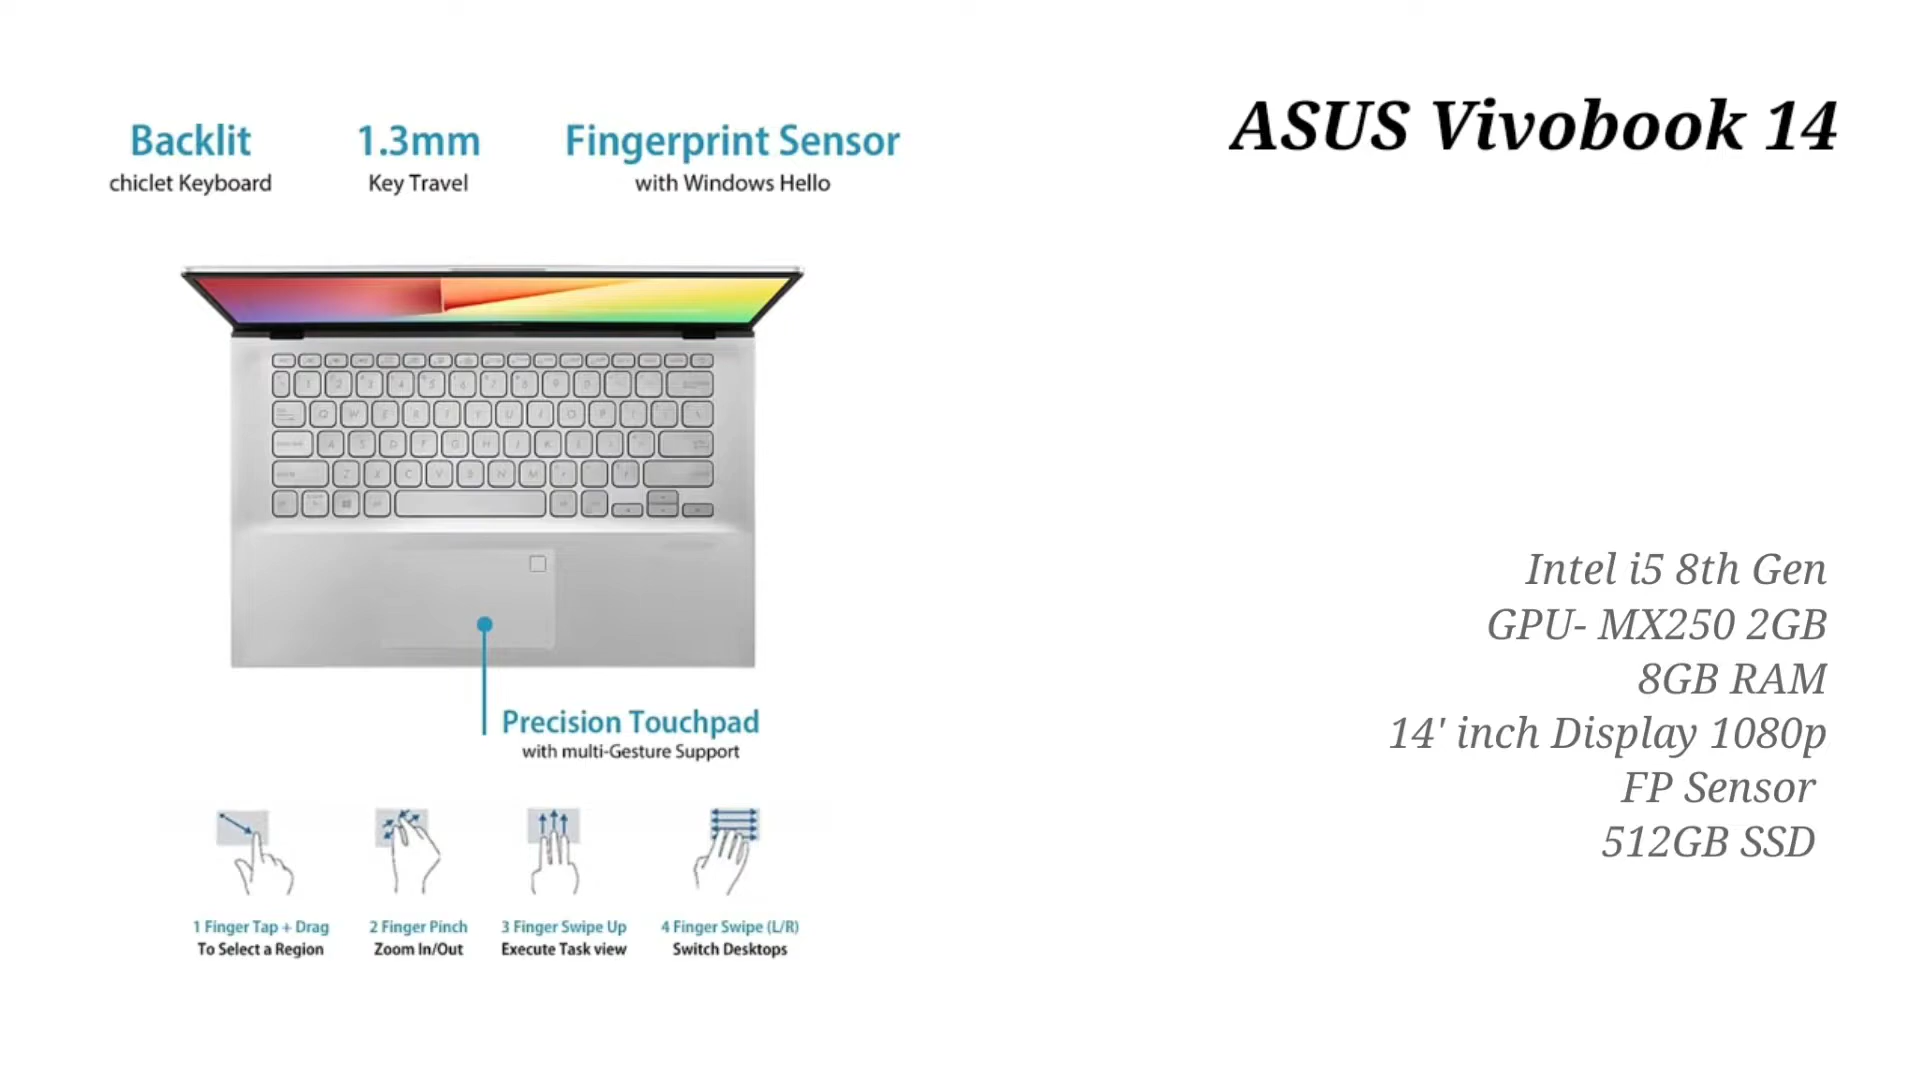 ASUS Vivobook 14
Backlit
chiclet Keyboard
1.3mm
Key Travel
Fingerprint Sensor
with Windows Hello
Precision Touchpad
with multi-Gesture Support
1 Finger Tap + Drag
To Select a Region
2 Finger Pinch
Zoom In/Out
3 Finger Swipe Up
Execute Task view
4 Finger Swipe (L/R)
Switch Desktops
Intel i5 8th Gen
GPU- MX250 2GB
8GB RAM
14' inch Display 1080p
FP Sensor
512GB SSD